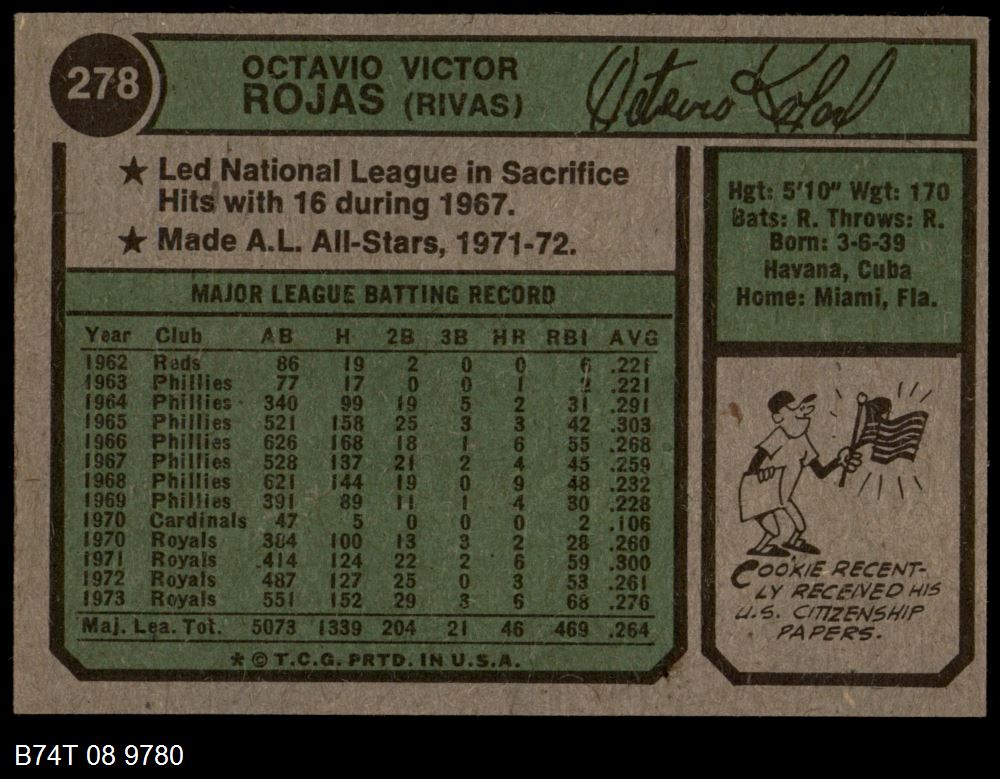 278
OCTAVIO VICTOR
ROJAS (RIVAS)
Octavio Rojas
★ Led National League in Sacrifice
Hits with 16 during 1967.
★ Made A.L. All-Stars, 1971-72.
MAJOR LEAGUE BATTING RECORD
Year Club AB H 2B 3B HR RBI AVG
1962 Reds 86 19 2 0 0 6 .221
1963 Phillies 77 17 0 0 1 2 .221
1964 Phillies 340 99 19 5 2 31 .291
1965 Phillies 521 158 25 3 3 42 .303
1966 Phillies 626 168 18 1 6 55 .268
1967 Phillies 528 137 21 2 4 45 .259
1968 Phillies 621 144 19 0 9 48 .232
1969 Phillies 391 89 11 1 4 30 .228
1970 Cardinals 47 5 0 0 0 2 .106
1970 Royals 384 100 13 3 2 28 .260
1971 Royals 414 124 22 2 6 59 .300
1972 Royals 487 127 25 0 3 53 .261
1973 Royals 551 152 29 3 6 68 .276
Maj. Lea. Tot. 5073 1339 204 21 46 469 .264
* © T.C.G. PRTD. IN U.S.A.
Hgt: 5'10" Wgt: 170
Bats: R. Throws: R.
Born: 3-6-39
Havana, Cuba
Home: Miami, Fla.
COOKIE RECENT-
LY RECEIVED HIS
U.S. CITIZENSHIP
PAPERS.
B74T 08 9780